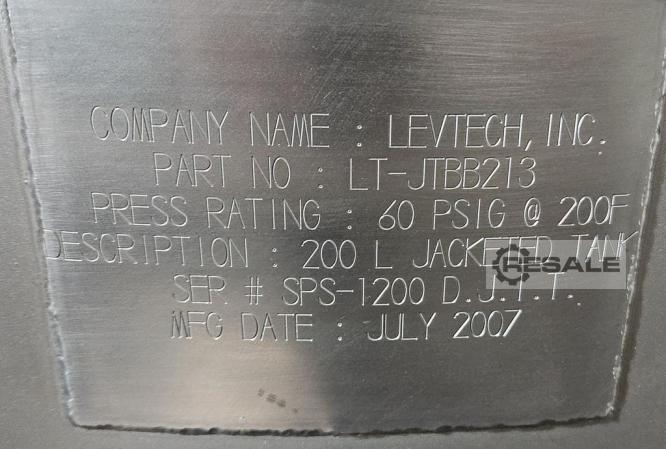 COMPANY NAME : LEVTECH, INC.
PART NO : LT-JTBB213
PRESS RATING : 60 PSIG @ 200F
DESCRIPTION : 200 L JACKETED TANK
RESALE
SER # SPS-1200 D.J.T.T.
MFG DATE : JULY 2007